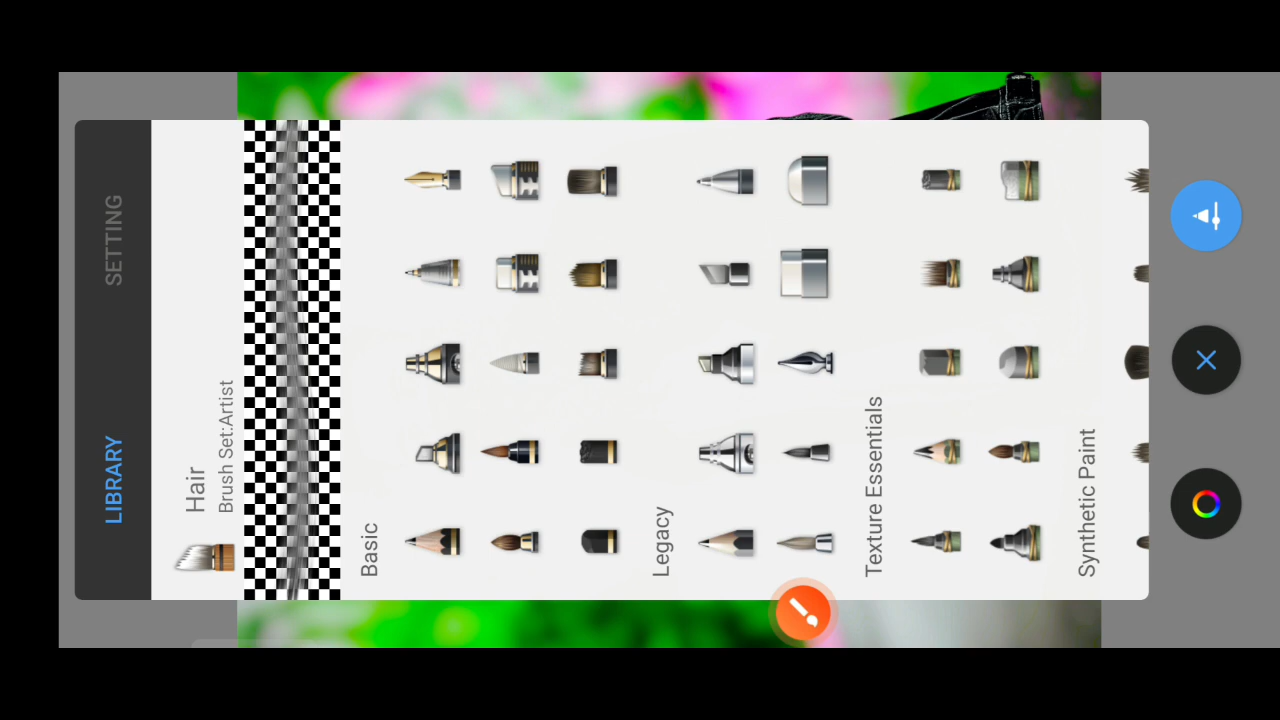 LIBRARY
SETTING
Hair
Brush Set:Artist
Basic
Legacy
Texture Essentials
Synthetic Paint